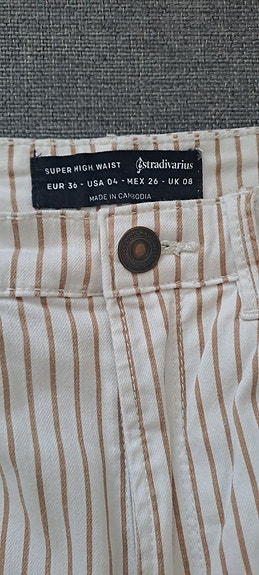 SUPER HIGH WAIST stradivarius
EUR 36 - USA 04 - MEX 26 - UK 08
MADE IN CAMBODIA